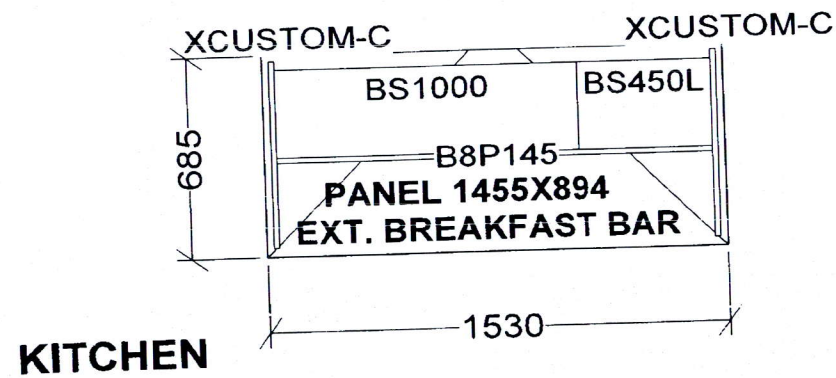 XCUSTOM-C
XCUSTOM-C
BS1000
BS450L
685
B8P145
PANEL 1455X894
EXT. BREAKFAST BAR
1530
KITCHEN